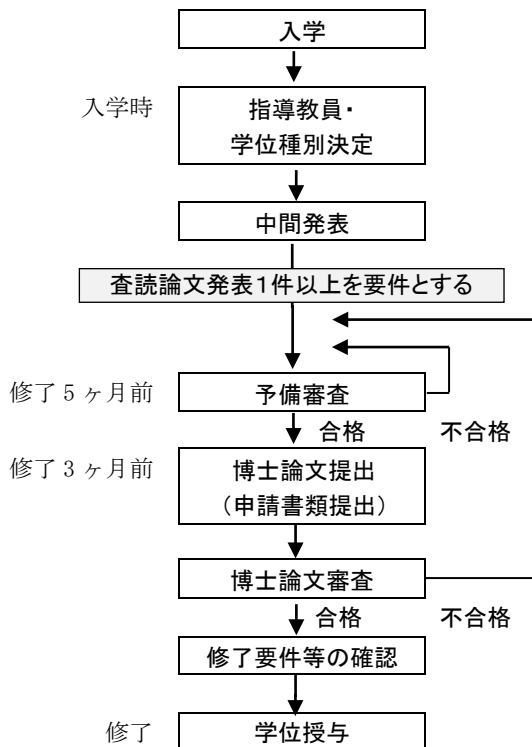 入学
入学時
指導教員・
学位種別決定
中間発表
査読論文発表１件以上を要件とする
修了５ヶ月前
予備審査
合格
不合格
修了３ヶ月前
博士論文提出
（申請書類提出）
博士論文審査
合格
不合格
修了要件等の確認
修了
学位授与